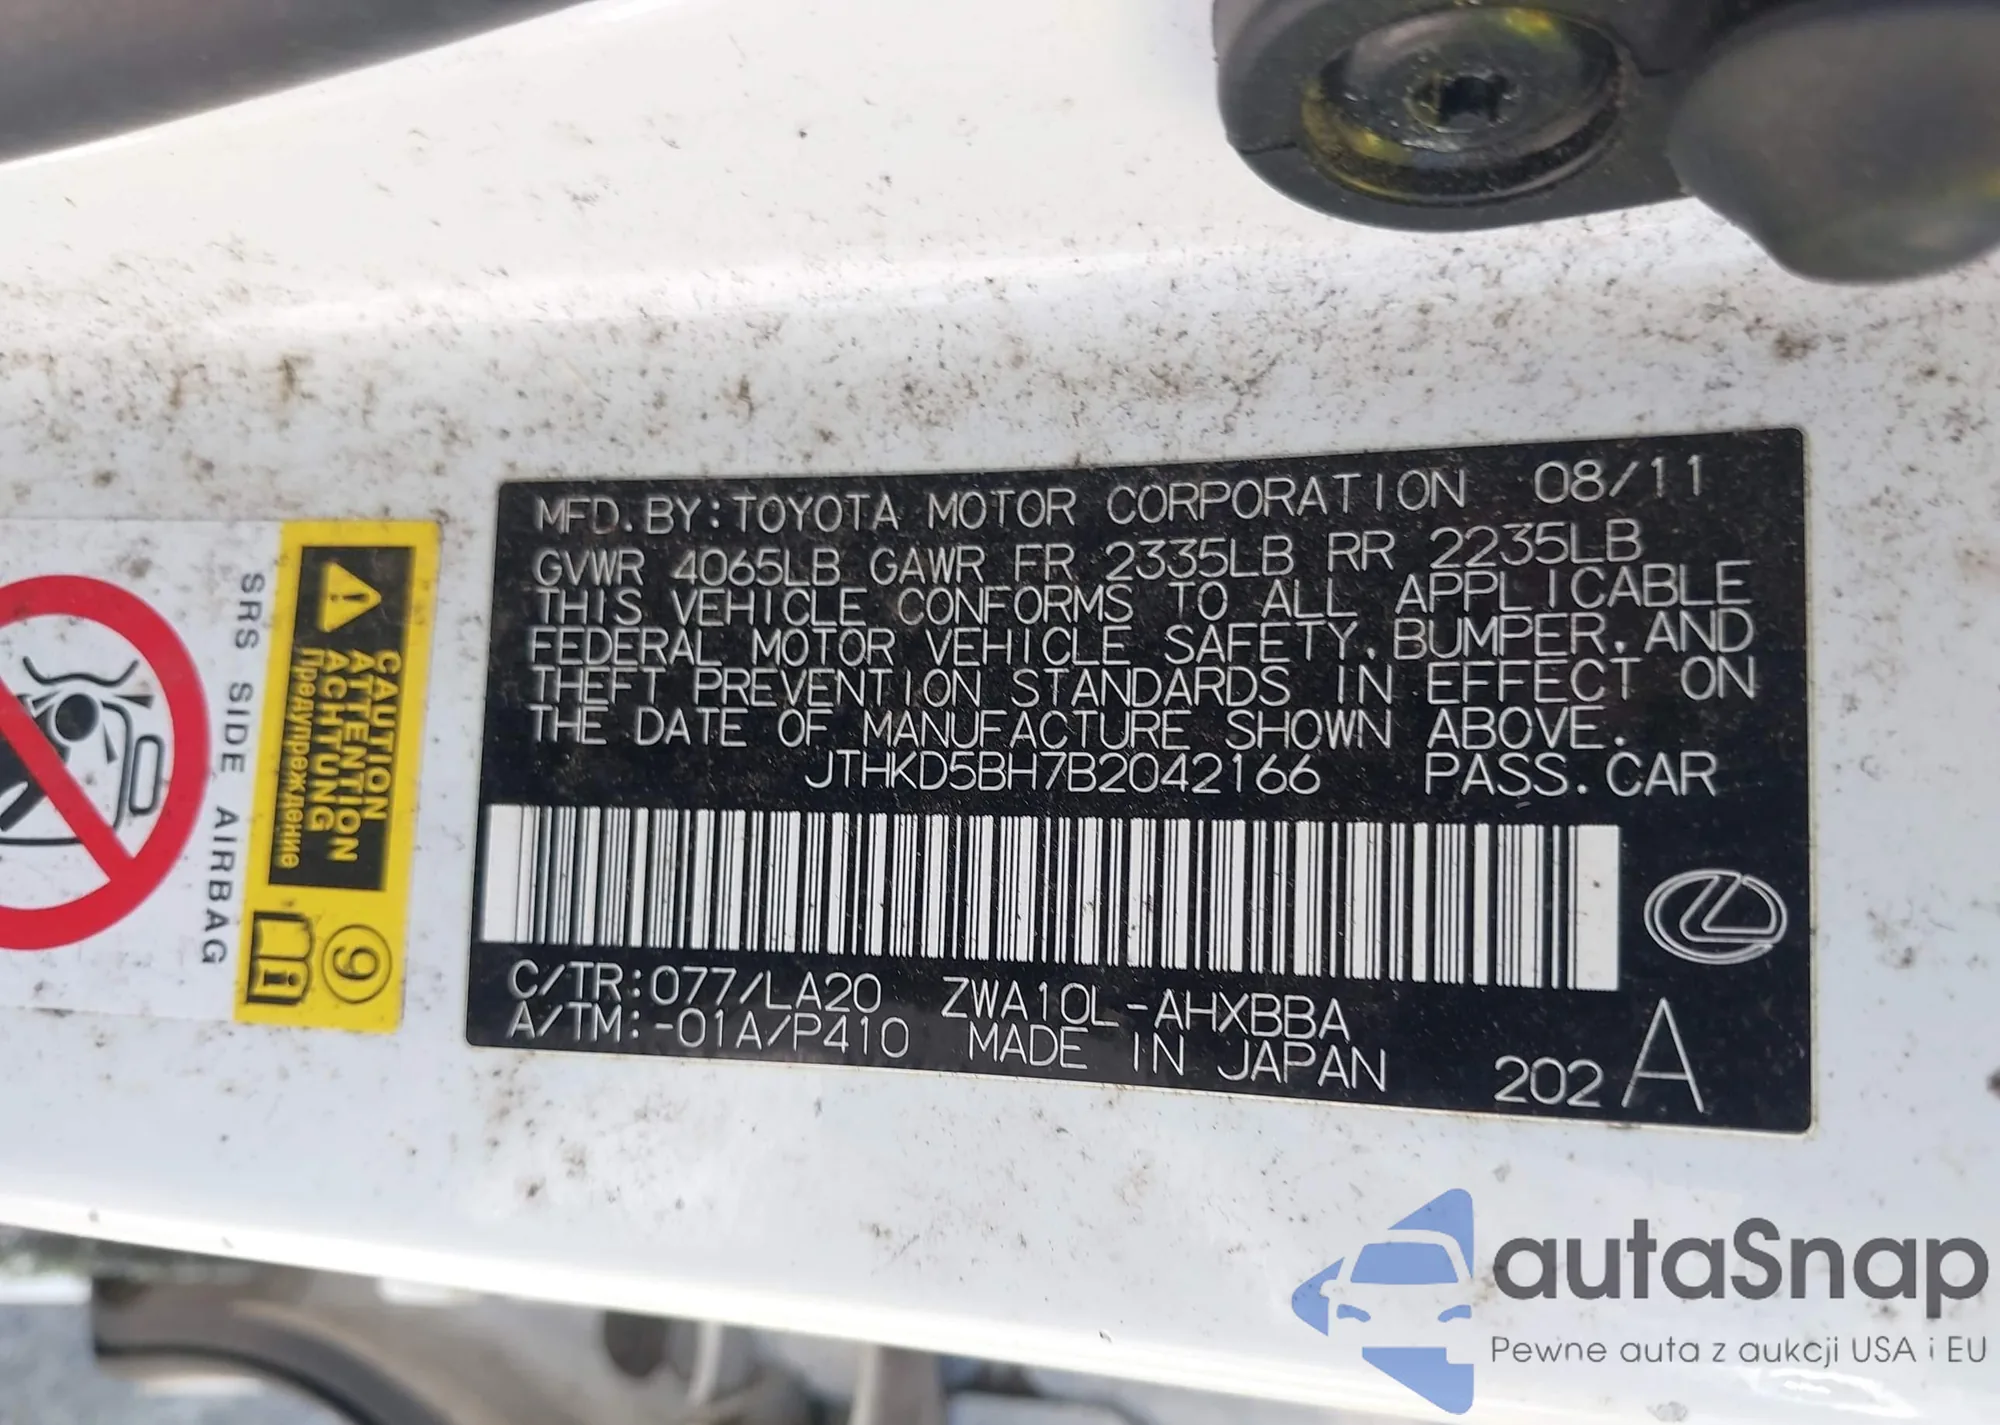 MFD. BY: TOYOTA MOTOR CORPORATION 08/11
GVWR 4065LB GAWR FR 2335LB RR 2235LB
THIS VEHICLE CONFORMS TO ALL APPLICABLE
FEDERAL MOTOR VEHICLE SAFETY, BUMPER, AND
THEFT PREVENTION STANDARDS IN EFFECT ON
THE DATE OF MANUFACTURE SHOWN ABOVE.
JTHKD5BH7B2042166 PASS. CAR
C/TR: 077/LA20 ZWA10L-AHXBBA
A/TM: -01A/P410 MADE IN JAPAN
202 A
CAUTION
ATTENTION
ACHTUNG
Предупреждение
SRS SIDE AIRBAG
9
autaSnap
Pewne auta z aukcji USA i EU